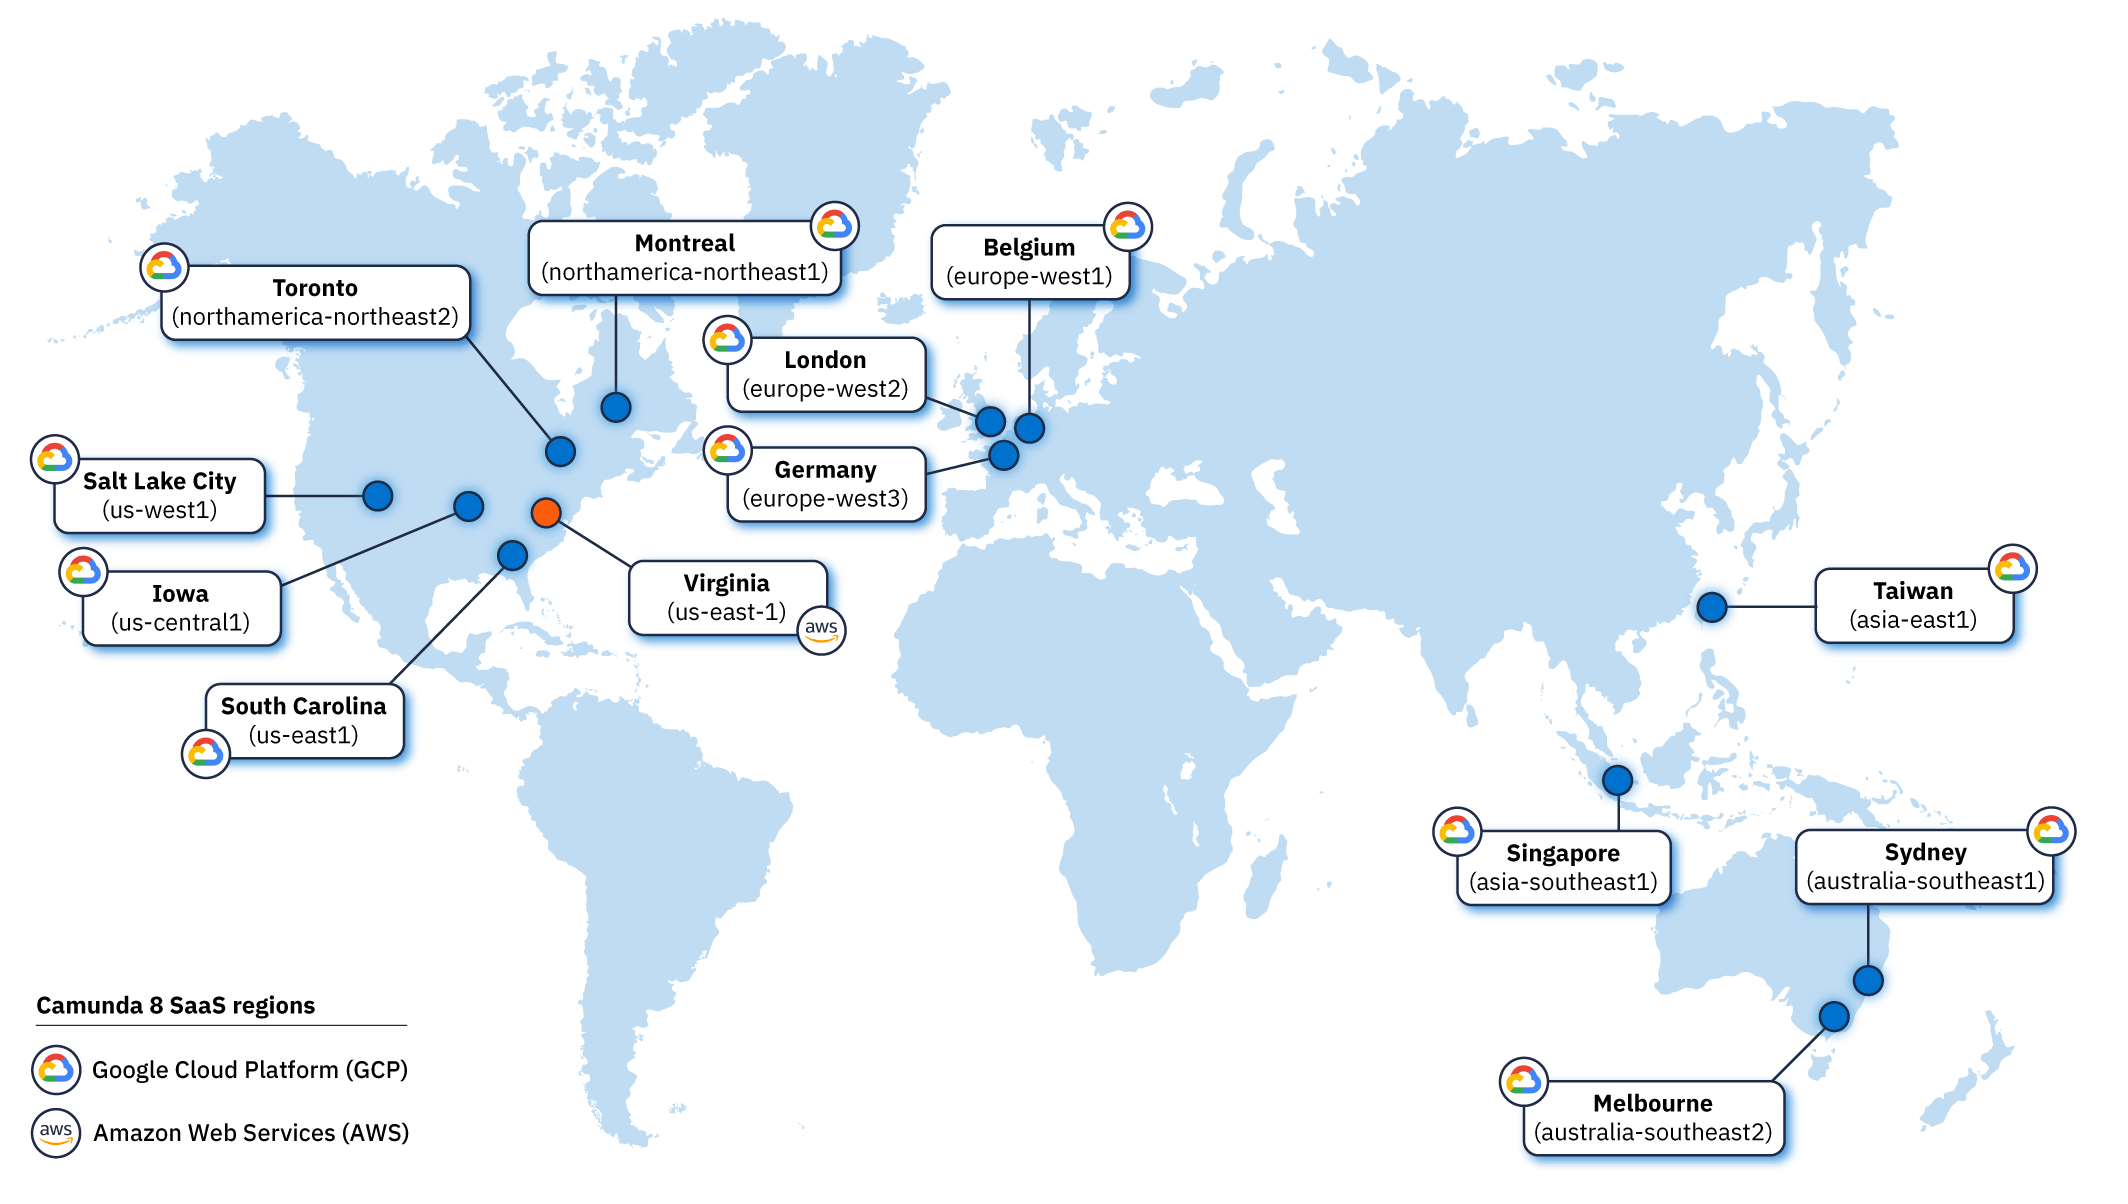 Montreal
(northamerica-northeast1)
Belgium
(europe-west1)
Toronto
(northamerica-northeast2)
London
(europe-west2)
Germany
(europe-west3)
Salt Lake City
(us-west1)
Iowa
(us-central1)
Virginia
(us-east-1)
aws
South Carolina
(us-east1)
Taiwan
(asia-east1)
Singapore
(asia-southeast1)
Sydney
(australia-southeast1)
Melbourne
(australia-southeast2)
Camunda 8 SaaS regions
Google Cloud Platform (GCP)
aws Amazon Web Services (AWS)